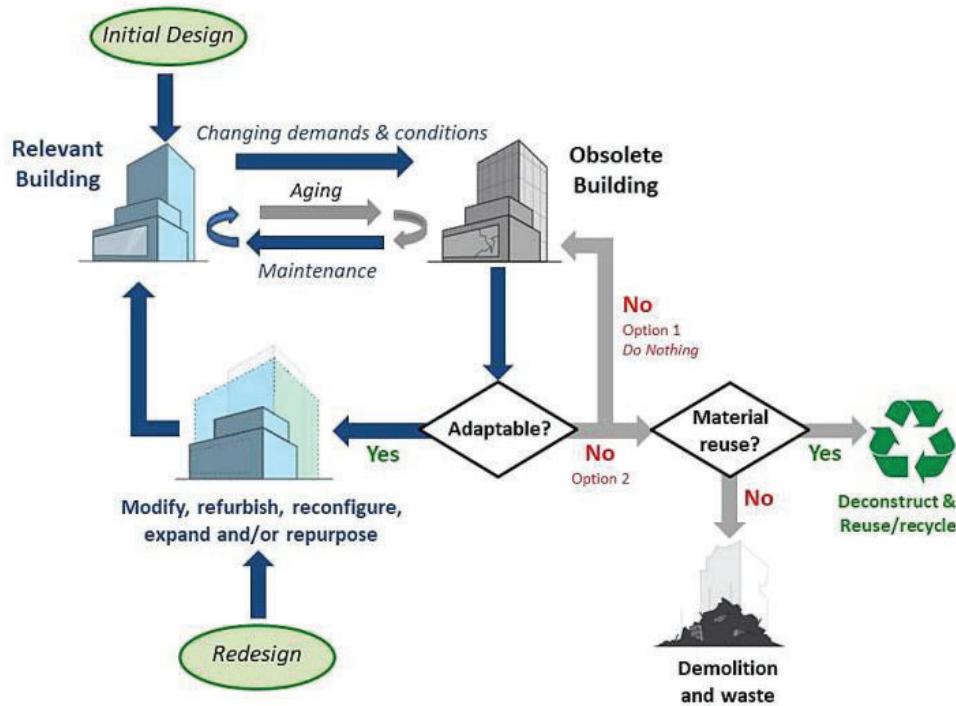 Initial Design
Changing demands & conditions
Relevant
Building
Obsolete
Building
Aging
Maintenance
No
Option 1
Do Nothing
Adaptable?
Material
reuse?
Yes
No
Option 2
Yes
No
Modify, refurbish, reconfigure,
expand and/or repurpose
Deconstruct &
Reuse/recycle
Redesign
Demolition
and waste